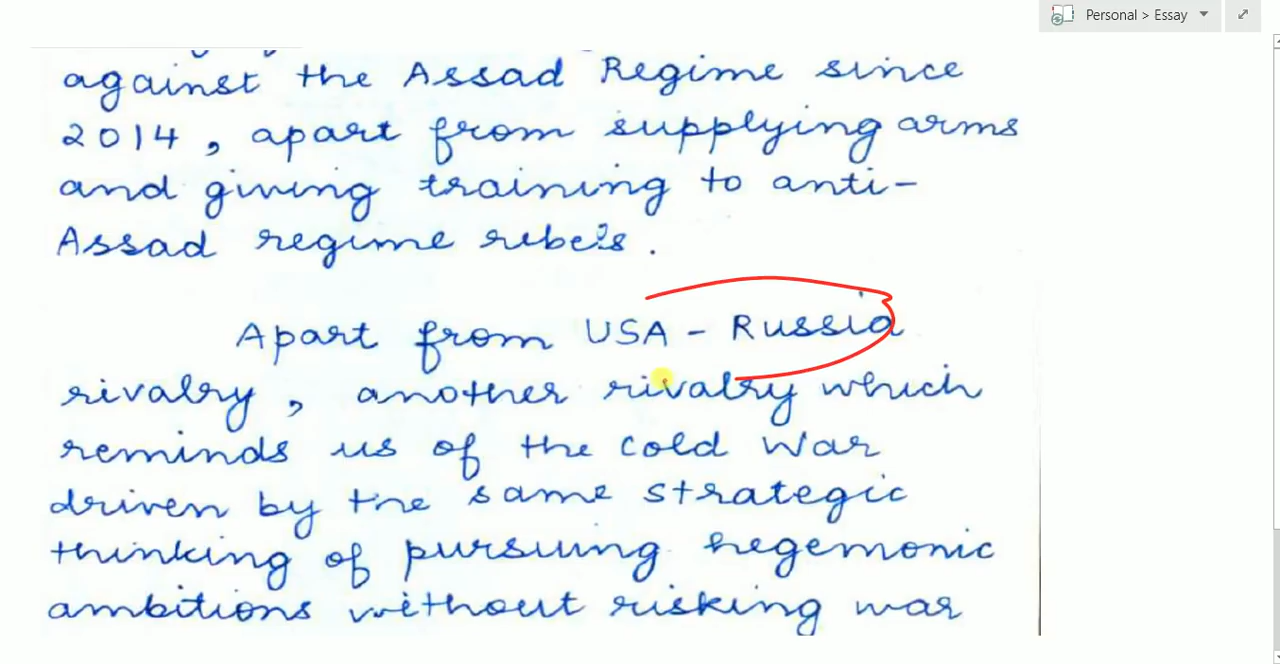 Personal > Essay
against the Assad Regime since
2014, apart from supplying arms
and giving training to anti-
Assad regime rebels.
Apart from USA - Russia
rivalry, another rivalry which
reminds us of the cold war
driven by the same strategic
thinking of pursuing hegemonic
ambitions without risking war